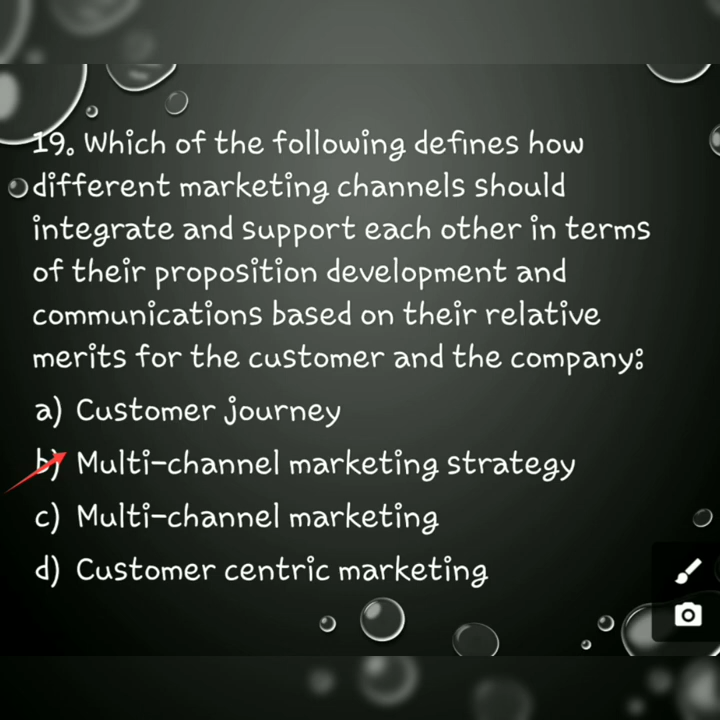 19. Which of the following defines how
different marketing channels should
integrate and support each other in terms
of their proposition development and
communications based on their relative
merits for the customer and the company:
a) Customer journey
b) Multi-channel marketing strategy
c) Multi-channel marketing
d) Customer centric marketing